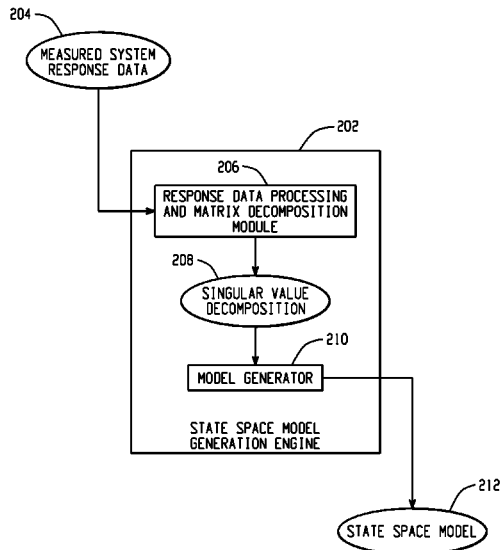 204
MEASURED SYSTEM
RESPONSE DATA
202
206
RESPONSE DATA PROCESSING
AND MATRIX DECOMPOSITION
MODULE
208
SINGULAR VALUE
DECOMPOSITION
210
MODEL GENERATOR
STATE SPACE MODEL
GENERATION ENGINE
212
STATE SPACE MODEL